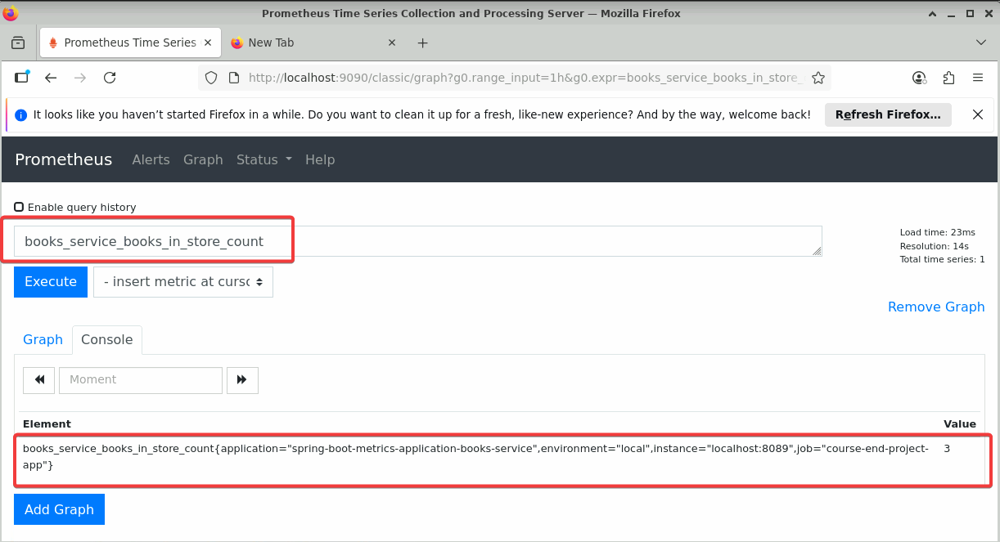 Prometheus Time Series Collection and Processing Server — Mozilla Firefox
Prometheus Time Series
New Tab
http://localhost:9090/classic/graph?g0.range_input=1h&g0.expr=books_service_books_in_store_
It looks like you haven’t started Firefox in a while. Do you want to clean it up for a fresh, like-new experience? And by the way, welcome back! Refresh Firefox…
Prometheus Alerts Graph Status Help
Enable query history
books_service_books_in_store_count
Load time: 23ms
Resolution: 14s
Total time series: 1
Execute - insert metric at curso
Remove Graph
Graph Console
Moment
Element Value
books_service_books_in_store_count{application="spring-boot-metrics-application-books-service",environment="local",instance="localhost:8089",job="course-end-project- 3
app"}
Add Graph